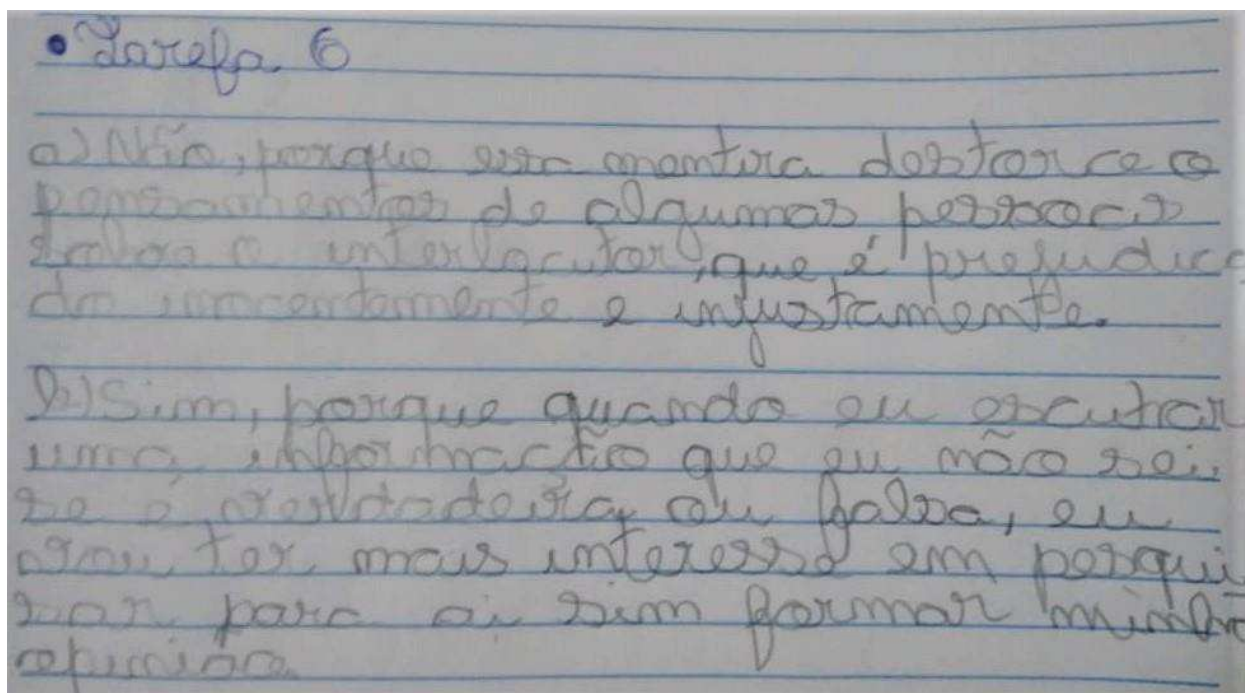 • Tarefa 6
a) Não, porque essa mentira destorce o
pensamentos de algumas pessoas
sobre o interlocutor, que é prejudica
do inocentemente e injustamente.
b) Sim, porque quando eu escutar
uma informação que eu não sei
se é verdadeira ou falsa, eu
vou ter mais interesse em pesqui
sar para ai sim formar minha
opinião